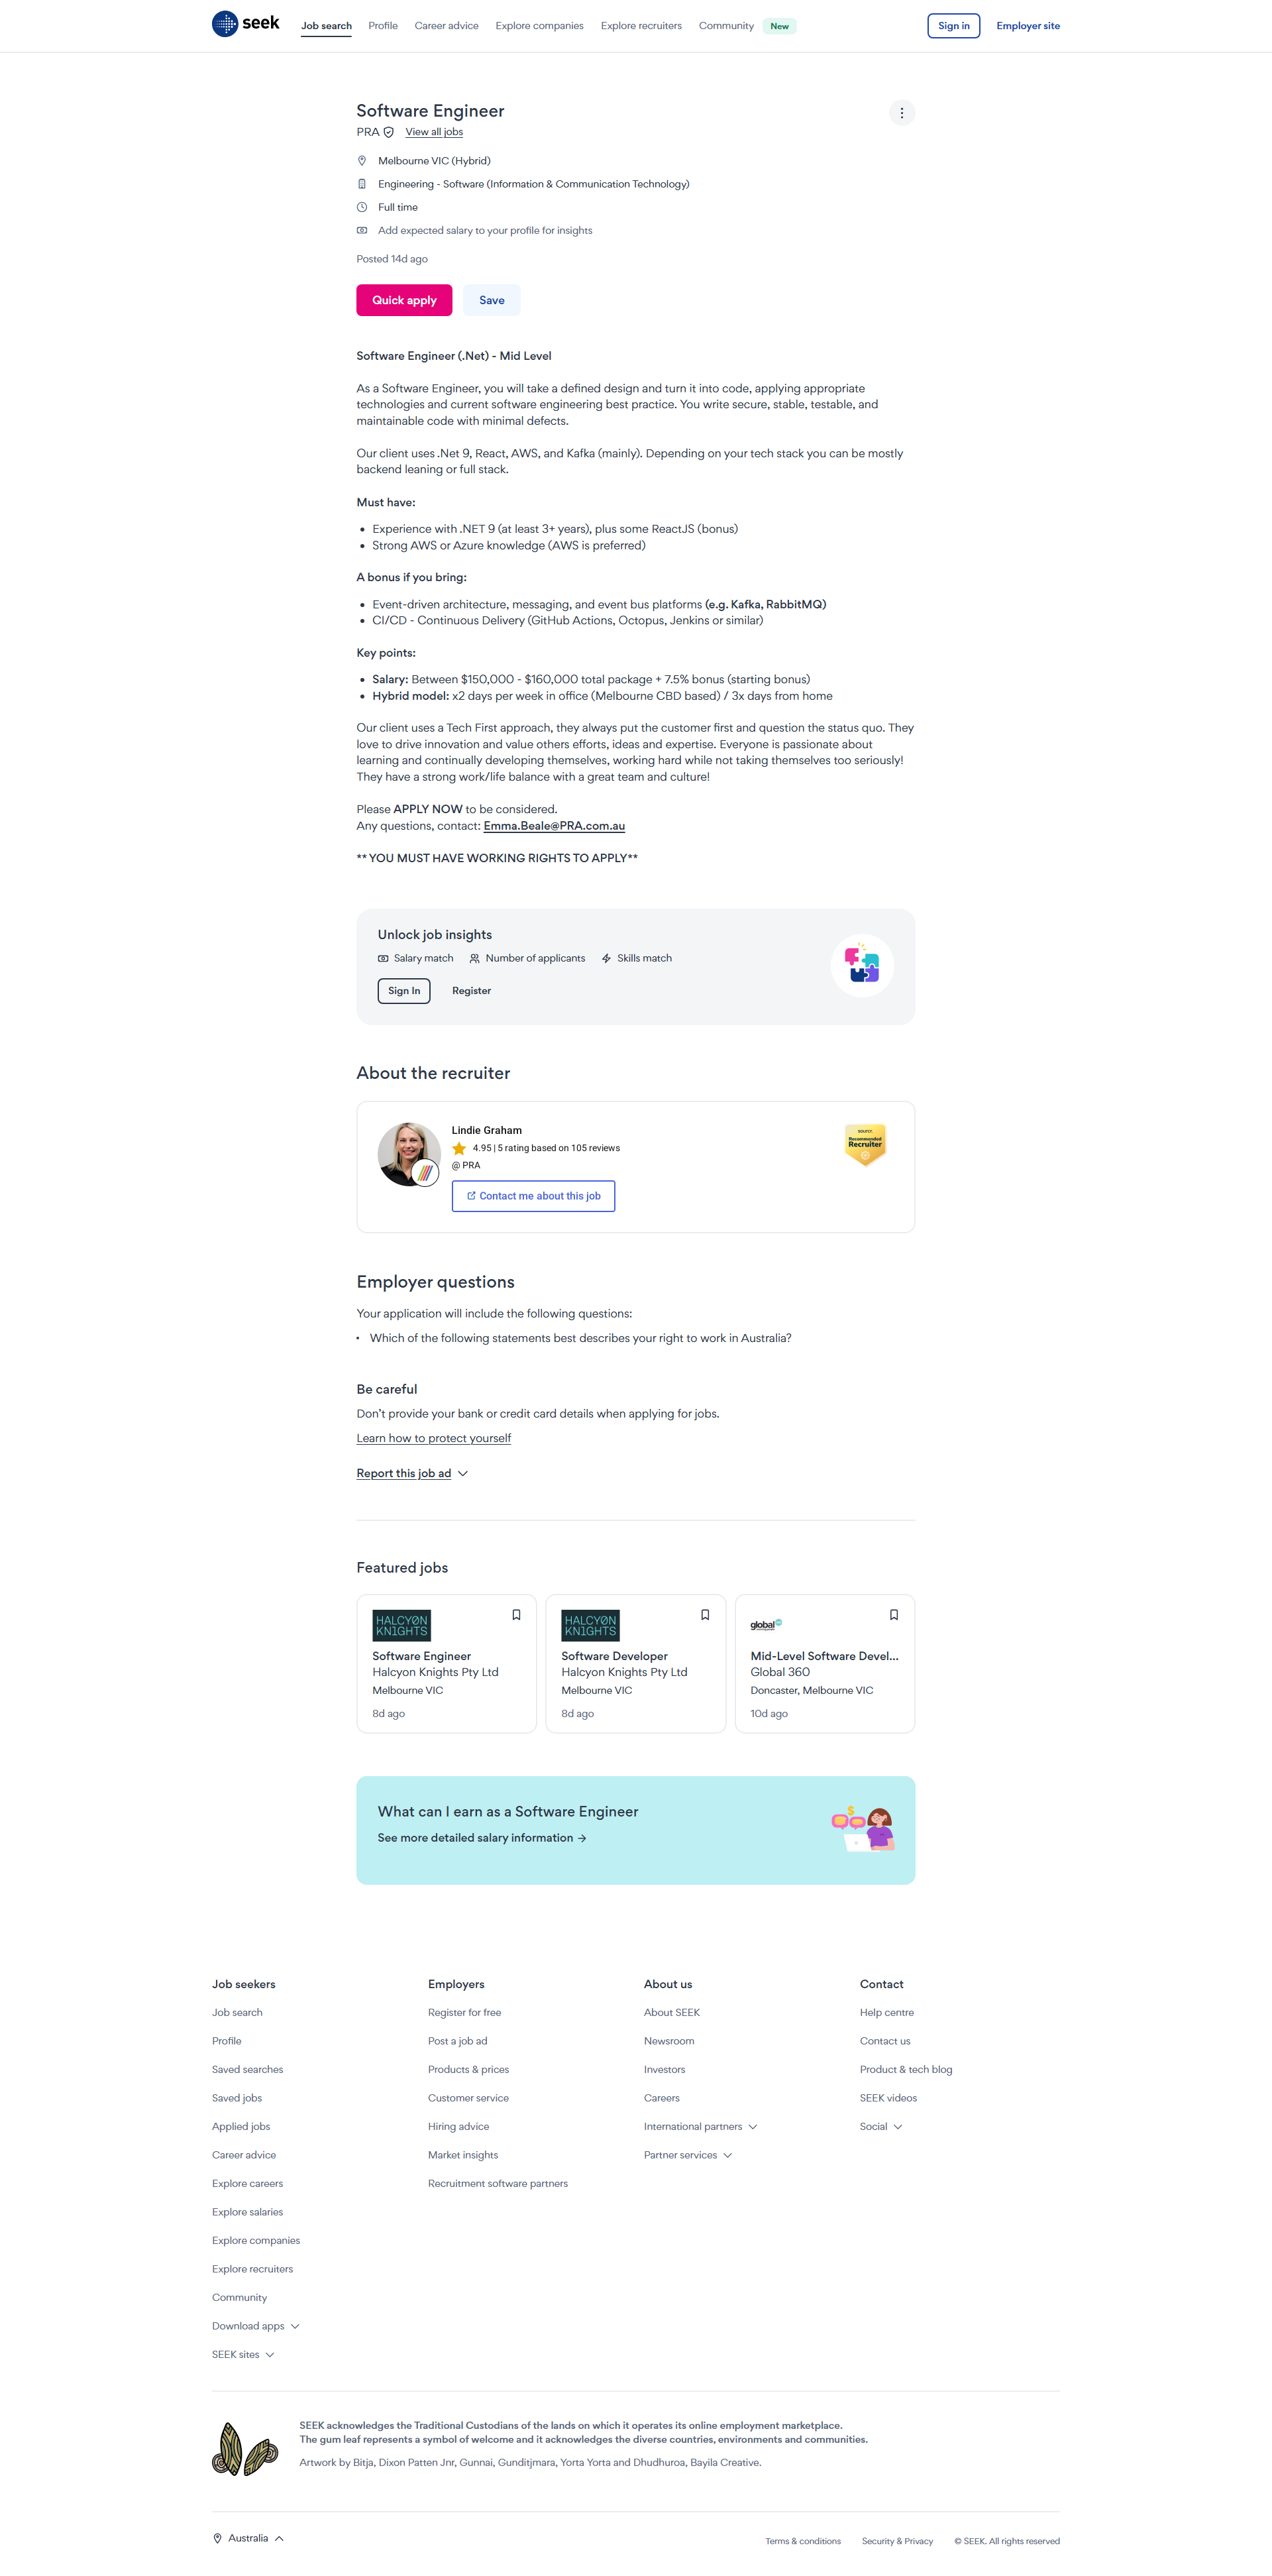 seek
Job search Profile Career advice Explore companies Explore recruiters Community New Sign in Employer site
Software Engineer
PRA View all jobs
Melbourne VIC (Hybrid)
Engineering - Software (Information & Communication Technology)
Full time
Add expected salary to your profile for insights
Posted 14d ago
Quick apply Save
Software Engineer (.Net) - Mid Level
As a Software Engineer, you will take a defined design and turn it into code, applying appropriate
technologies and current software engineering best practice. You write secure, stable, testable, and
maintainable code with minimal defects.
Our client uses .Net 9, React, AWS, and Kafka (mainly). Depending on your tech stack you can be mostly
backend leaning or full stack.
Must have:
• Experience with .NET 9 (at least 3+ years), plus some ReactJS (bonus)
• Strong AWS or Azure knowledge (AWS is preferred)
A bonus if you bring:
• Event-driven architecture, messaging, and event bus platforms (e.g. Kafka, RabbitMQ)
• CI/CD - Continuous Delivery (GitHub Actions, Octopus, Jenkins or similar)
Key points:
• Salary: Between $150,000 - $160,000 total package + 7.5% bonus (starting bonus)
• Hybrid model: x2 days per week in office (Melbourne CBD based) / 3x days from home
Our client uses a Tech First approach, they always put the customer first and question the status quo. They
love to drive innovation and value others efforts, ideas and expertise. Everyone is passionate about
learning and continually developing themselves, working hard while not taking themselves too seriously!
They have a strong work/life balance with a great team and culture!
Please APPLY NOW to be considered.
Any questions, contact: Emma.Beale@PRA.com.au
** YOU MUST HAVE WORKING RIGHTS TO APPLY**
Unlock job insights
Salary match Number of applicants Skills match
Sign In Register
About the recruiter
Lindie Graham
4.95 | 5 rating based on 105 reviews
@ PRA
Contact me about this job
sourcr.
Recommended
Recruiter
Employer questions
Your application will include the following questions:
• Which of the following statements best describes your right to work in Australia?
Be careful
Don't provide your bank or credit card details when applying for jobs.
Learn how to protect yourself
Report this job ad
Featured jobs
HALCYØN
KN1GHTS
Software Engineer
Halcyon Knights Pty Ltd
Melbourne VIC
8d ago
HALCYØN
KN1GHTS
Software Developer
Halcyon Knights Pty Ltd
Melbourne VIC
8d ago
global
Mid-Level Software Devel...
Global 360
Doncaster, Melbourne VIC
10d ago
What can I earn as a Software Engineer
See more detailed salary information →
Job seekers
Job search
Profile
Saved searches
Saved jobs
Applied jobs
Career advice
Explore careers
Explore salaries
Explore companies
Explore recruiters
Community
Download apps
SEEK sites
Employers
Register for free
Post a job ad
Products & prices
Customer service
Hiring advice
Market insights
Recruitment software partners
About us
About SEEK
Newsroom
Investors
Careers
International partners
Partner services
Contact
Help centre
Contact us
Product & tech blog
SEEK videos
Social
SEEK acknowledges the Traditional Custodians of the lands on which it operates its online employment marketplace.
The gum leaf represents a symbol of welcome and it acknowledges the diverse countries, environments and communities.
Artwork by Bitja, Dixon Patten Jnr, Gunnai, Gunditjmara, Yorta Yorta and Dhudhuroa, Bayila Creative.
Australia
Terms & conditions Security & Privacy © SEEK. All rights reserved